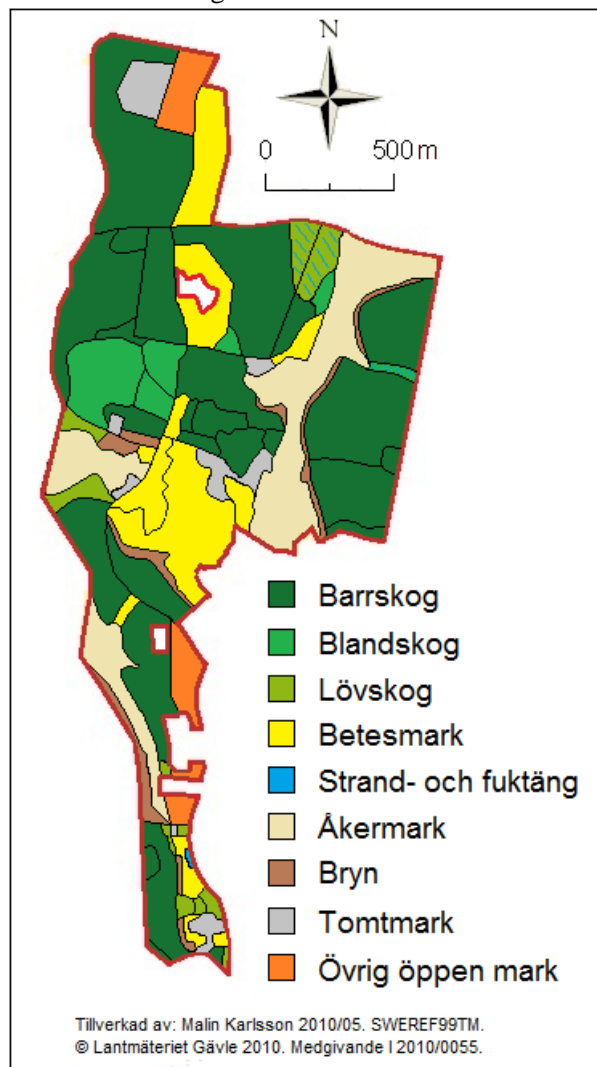 N
0 500 m
Barrskog
Blandskog
Lövskog
Betesmark
Strand- och fuktäng
Åkermark
Bryn
Tomtmark
Övrig öppen mark
Tillverkad av: Malin Karlsson 2010/05. SWEREF99TM.
© Lantmäteriet Gävle 2010. Medgivande I 2010/0055.